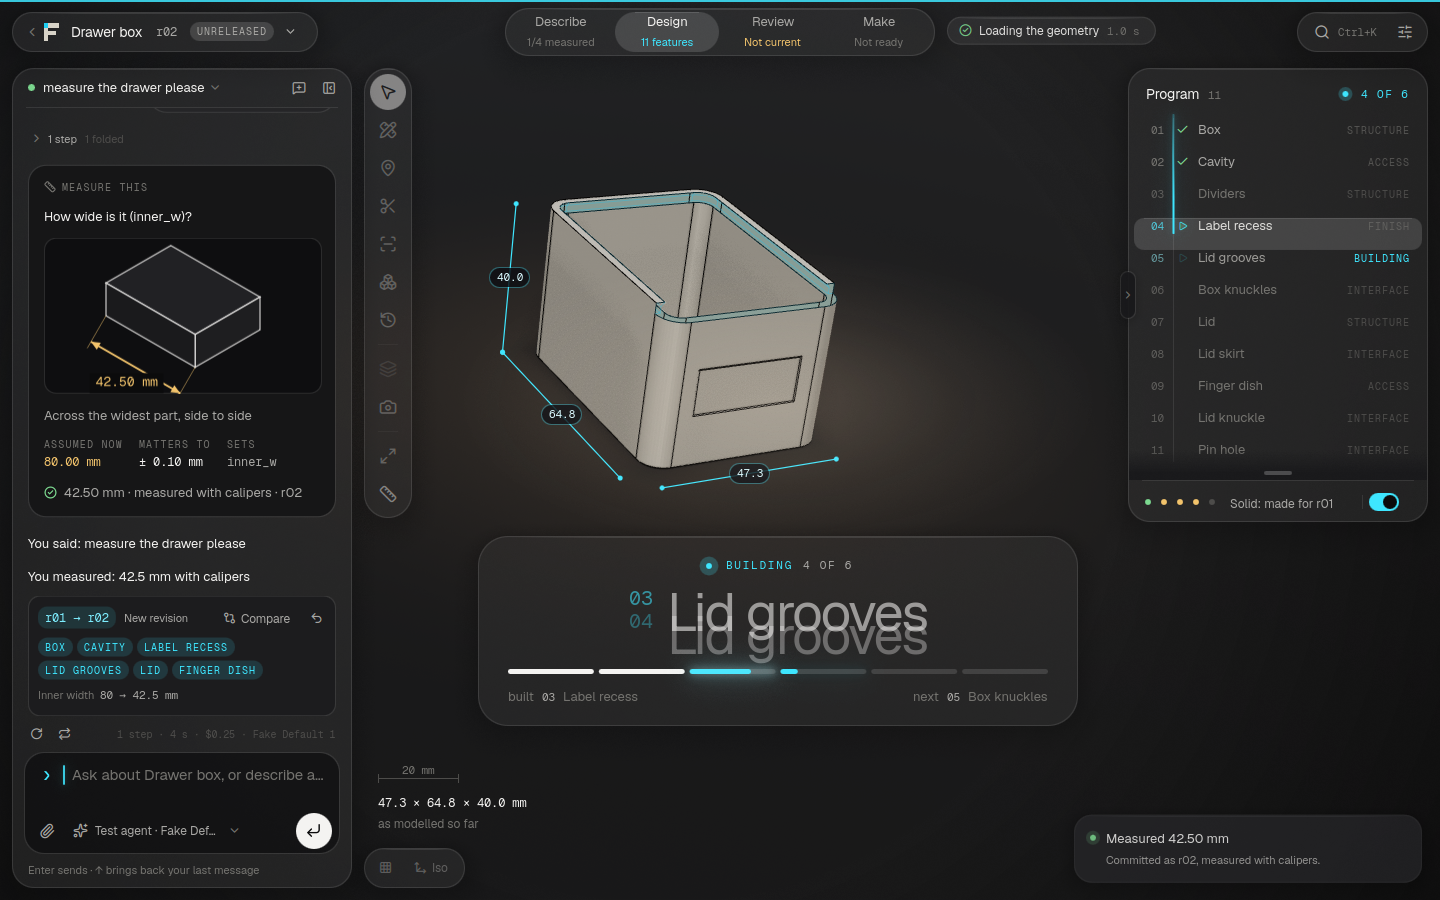 Drawer box r02 UNRELEASED
Describe
1/4 measured
Design
11 features
Review
Not current
Make
Not ready
Loading the geometry 1.0 s
Ctrl+K
measure the drawer please
1 step 1 folded
MEASURE THIS
How wide is it (inner_w)?
42.50 mm
Across the widest part, side to side
ASSUMED NOW MATTERS TO SETS
80.00 mm ± 0.10 mm inner_w
42.50 mm · measured with calipers · r02
You said: measure the drawer please
You measured: 42.5 mm with calipers
r01 → r02 New revision Compare
BOX CAVITY LABEL RECESS
LID GROOVES LID FINGER DISH
Inner width 80 → 42.5 mm
1 step · 4 s · $0.25 · Fake Default 1
Ask about Drawer box, or describe a...
Test agent · Fake Def...
Enter sends · ↑ brings back your last message
40.0
64.8
47.3
BUILDING 4 OF 6
03
04
Lid grooves
Lid grooves
built 03 Label recess
next 05 Box knuckles
20 mm
47.3 × 64.8 × 40.0 mm
as modelled so far
Iso
Program 11 4 OF 6
01 Box STRUCTURE
02 Cavity ACCESS
03 Dividers STRUCTURE
04 Label recess FINISH
05 Lid grooves BUILDING
06 Box knuckles INTERFACE
07 Lid STRUCTURE
08 Lid skirt INTERFACE
09 Finger dish ACCESS
10 Lid knuckle INTERFACE
11 Pin hole INTERFACE
Solid: made for r01
Measured 42.50 mm
Committed as r02, measured with calipers.